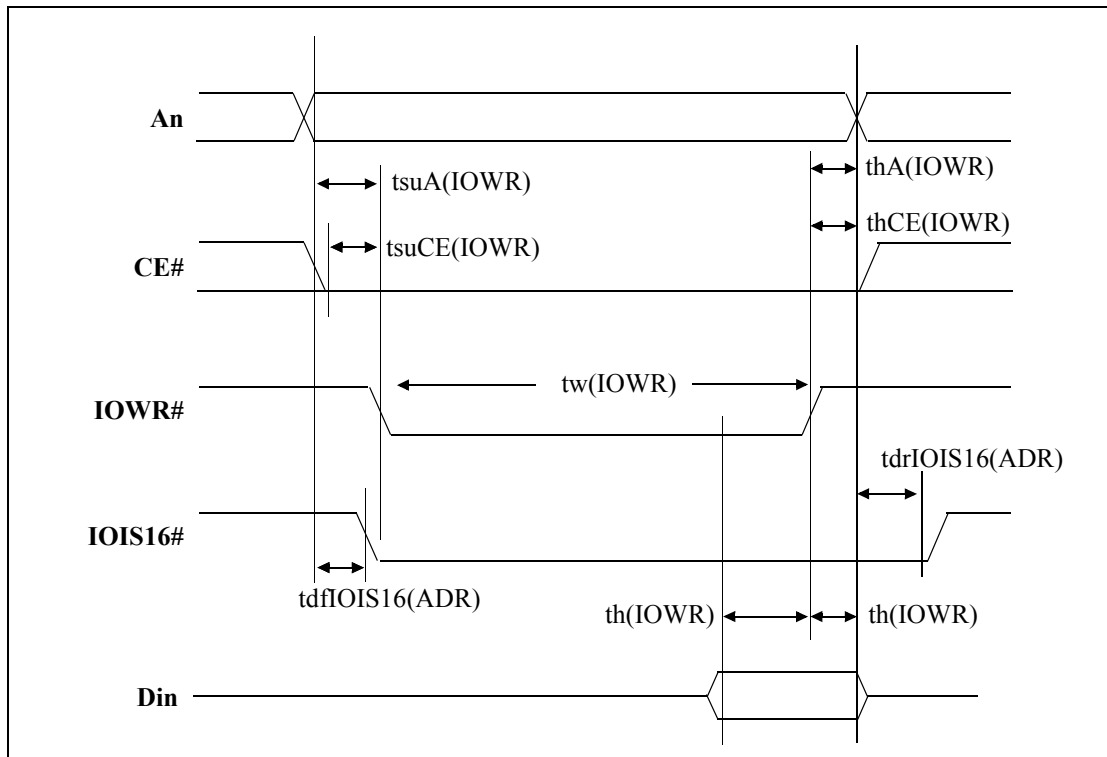 An
tsuA(IOWR)
thA(IOWR)
tsuCE(IOWR)
thCE(IOWR)
CE#
tw(IOWR)
IOWR#
tdrIOIS16(ADR)
IOIS16#
tdfIOIS16(ADR)
th(IOWR)
th(IOWR)
Din